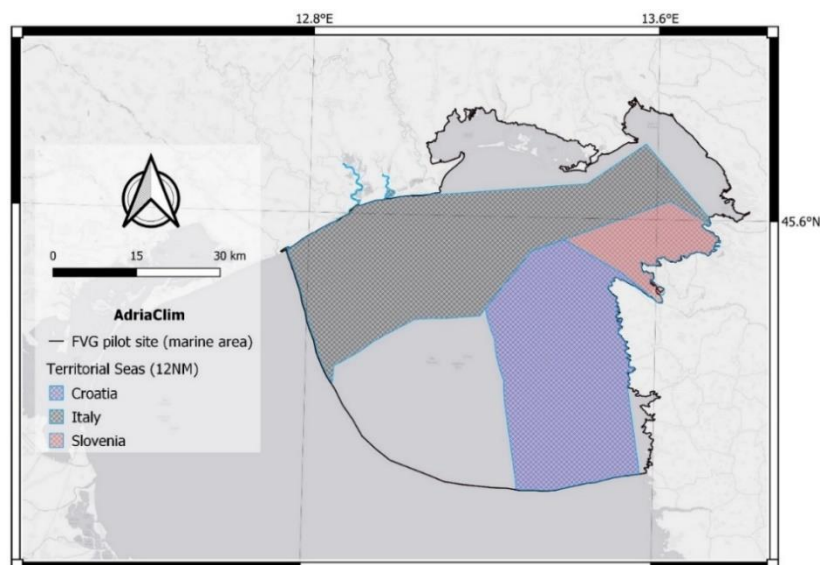 12.8°E 13.6°E
45.6°N
0 15 30 km
AdriaClim
FVG pilot site (marine area)
Territorial Seas (12NM)
Croatia
Italy
Slovenia